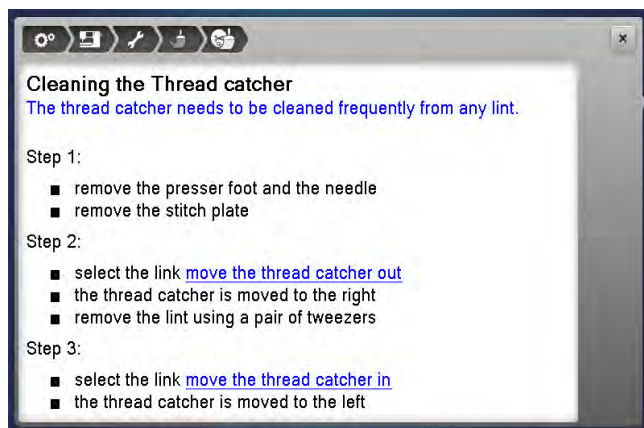 Cleaning the Thread catcher
The thread catcher needs to be cleaned frequently from any lint.
Step 1:
■ remove the presser foot and the needle
■ remove the stitch plate
Step 2:
■ select the link move the thread catcher out
■ the thread catcher is moved to the right
■ remove the lint using a pair of tweezers
Step 3:
■ select the link move the thread catcher in
■ the thread catcher is moved to the left